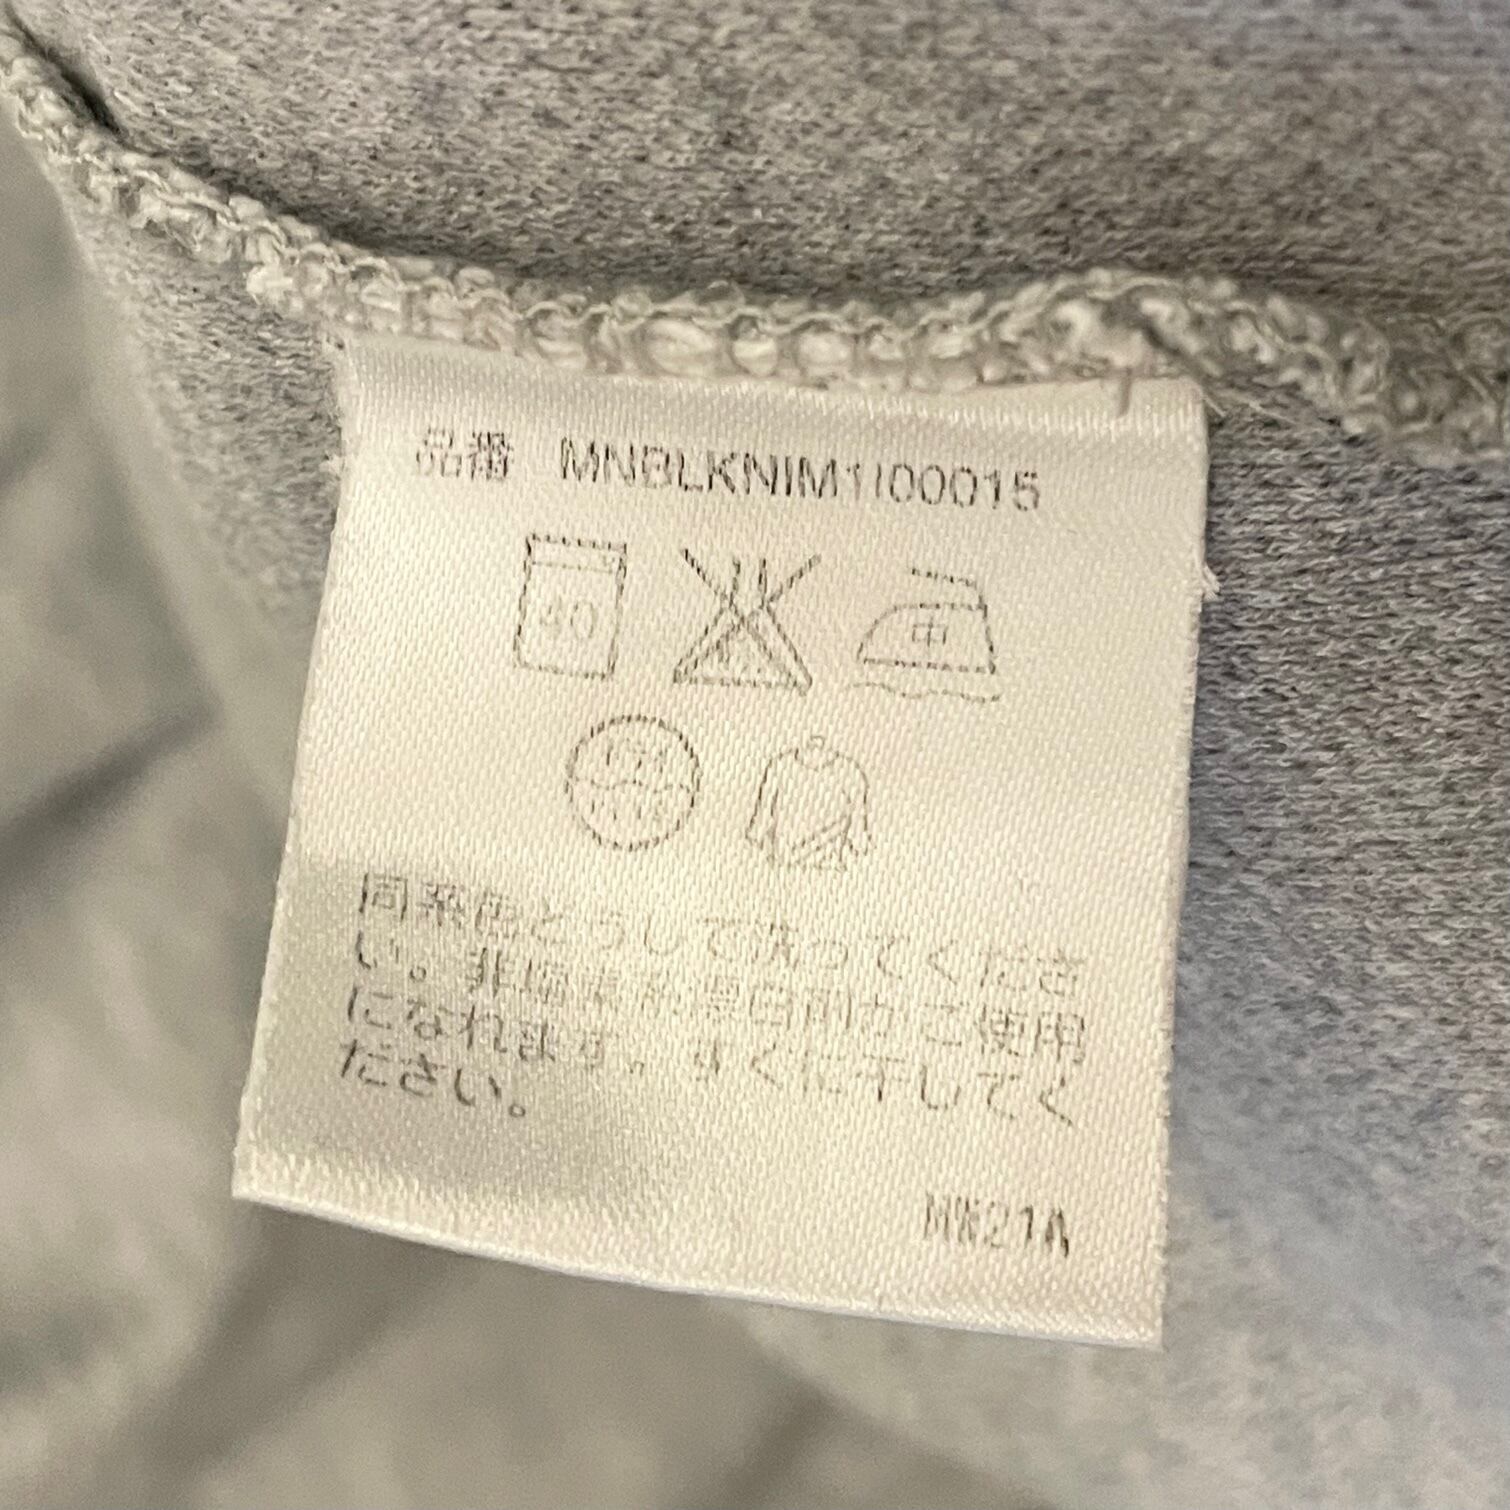 品番 MNBLKNIM1I00015
40
中
同系色どうしで洗ってください
い。非塩素系漂白剤がご使用
になれます。すぐに干してく
ださい。
MW21A